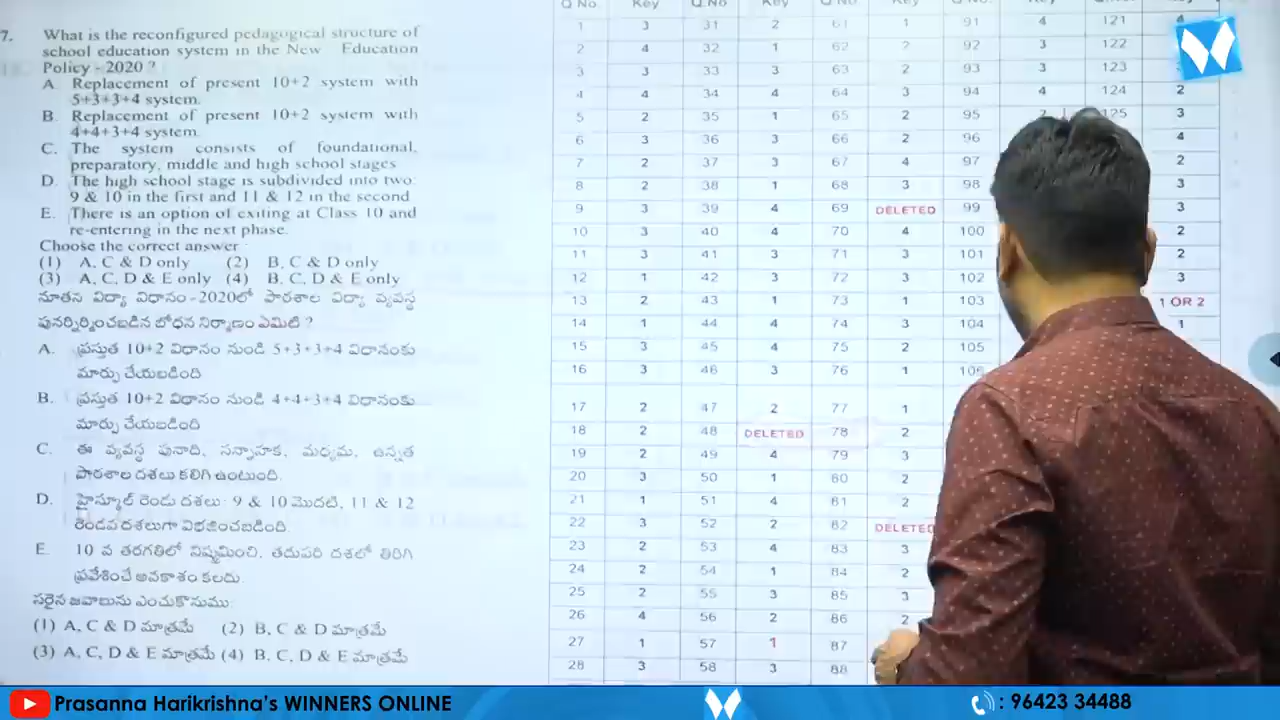 7. What is the reconfigured pedagogical structure of
school education system in the New Education
Policy - 2020 ?
A. Replacement of present 10+2 system with
5+3+3+4 system.
B. Replacement of present 10+2 system with
4+4+3+4 system.
C. The system consists of foundational,
preparatory, middle and high school stages
D. The high school stage is subdivided into two:
9 & 10 in the first and 11 & 12 in the second
E. There is an option of exiting at Class 10 and
re-entering in the next phase.
Choose the correct answer :
(1) A, C & D only (2) B, C & D only
(3) A, C, D & E only (4) B, C, D & E only
నూతన విద్యా విధానం-2020లో పాఠశాల విద్యా వ్యవస్థ
పునర్నిర్మించబడిన బోధన నిర్మాణం ఏమిటి ?
A. ప్రస్తుత 10+2 విధానం నుండి 5+3+3+4 విధానంకు
మార్పు చేయబడింది
B. ప్రస్తుత 10+2 విధానం నుండి 4+4+3+4 విధానంకు
మార్పు చేయబడింది
C. ఈ వ్యవస్థ పునాది, సన్నాహక, మధ్యమ, ఉన్నత
పాఠశాల దశలు కలిగి ఉంటుంది.
D. హైస్కూల్ రెండు దశలు: 9 & 10 మొదటి, 11 & 12
రెండవ దశలుగా విభజించబడింది.
E. 10 వ తరగతిలో నిష్క్రమించి, తదుపరి దశలో తిరిగి
ప్రవేశించే అవకాశం కలదు.
సరైన జవాబును ఎంచుకొనుము:
(1) A, C & D మాత్రమే (2) B, C & D మాత్రమే
(3) A, C, D & E మాత్రమే (4) B, C, D & E మాత్రమే
Q No. Key Q.No Key Q No Key Q No.
1 3 31 2 61 1 91 4 121 4
2 4 32 1 62 2 92 3 122
3 3 33 3 63 2 93 3 123
4 4 34 4 64 3 94 4 124 2
5 2 35 1 65 2 95 2 125 3
6 3 36 3 66 2 96 4
7 2 37 3 67 4 97 2
8 2 38 1 68 3 98 3
9 3 39 4 69 DELETED 99 3
10 3 40 4 70 4 100 2
11 3 41 3 71 3 101 2
12 1 42 3 72 3 102 3
13 2 43 1 73 1 103 1 OR 2
14 1 44 4 74 3 104 1
15 3 45 4 75 2 105
16 3 46 3 76 1 106
17 2 47 2 77 1
18 2 48 DELETED 78 2
19 2 49 4 79 3
20 3 50 1 80 2
21 1 51 4 81 2
22 3 52 2 82 DELETED
23 2 53 4 83 3
24 2 54 1 84 2
25 2 55 3 85 3
26 4 56 2 86 2
27 1 57 1 87
28 3 58 3 88
Prasanna Harikrishna's WINNERS ONLINE
: 96423 34488